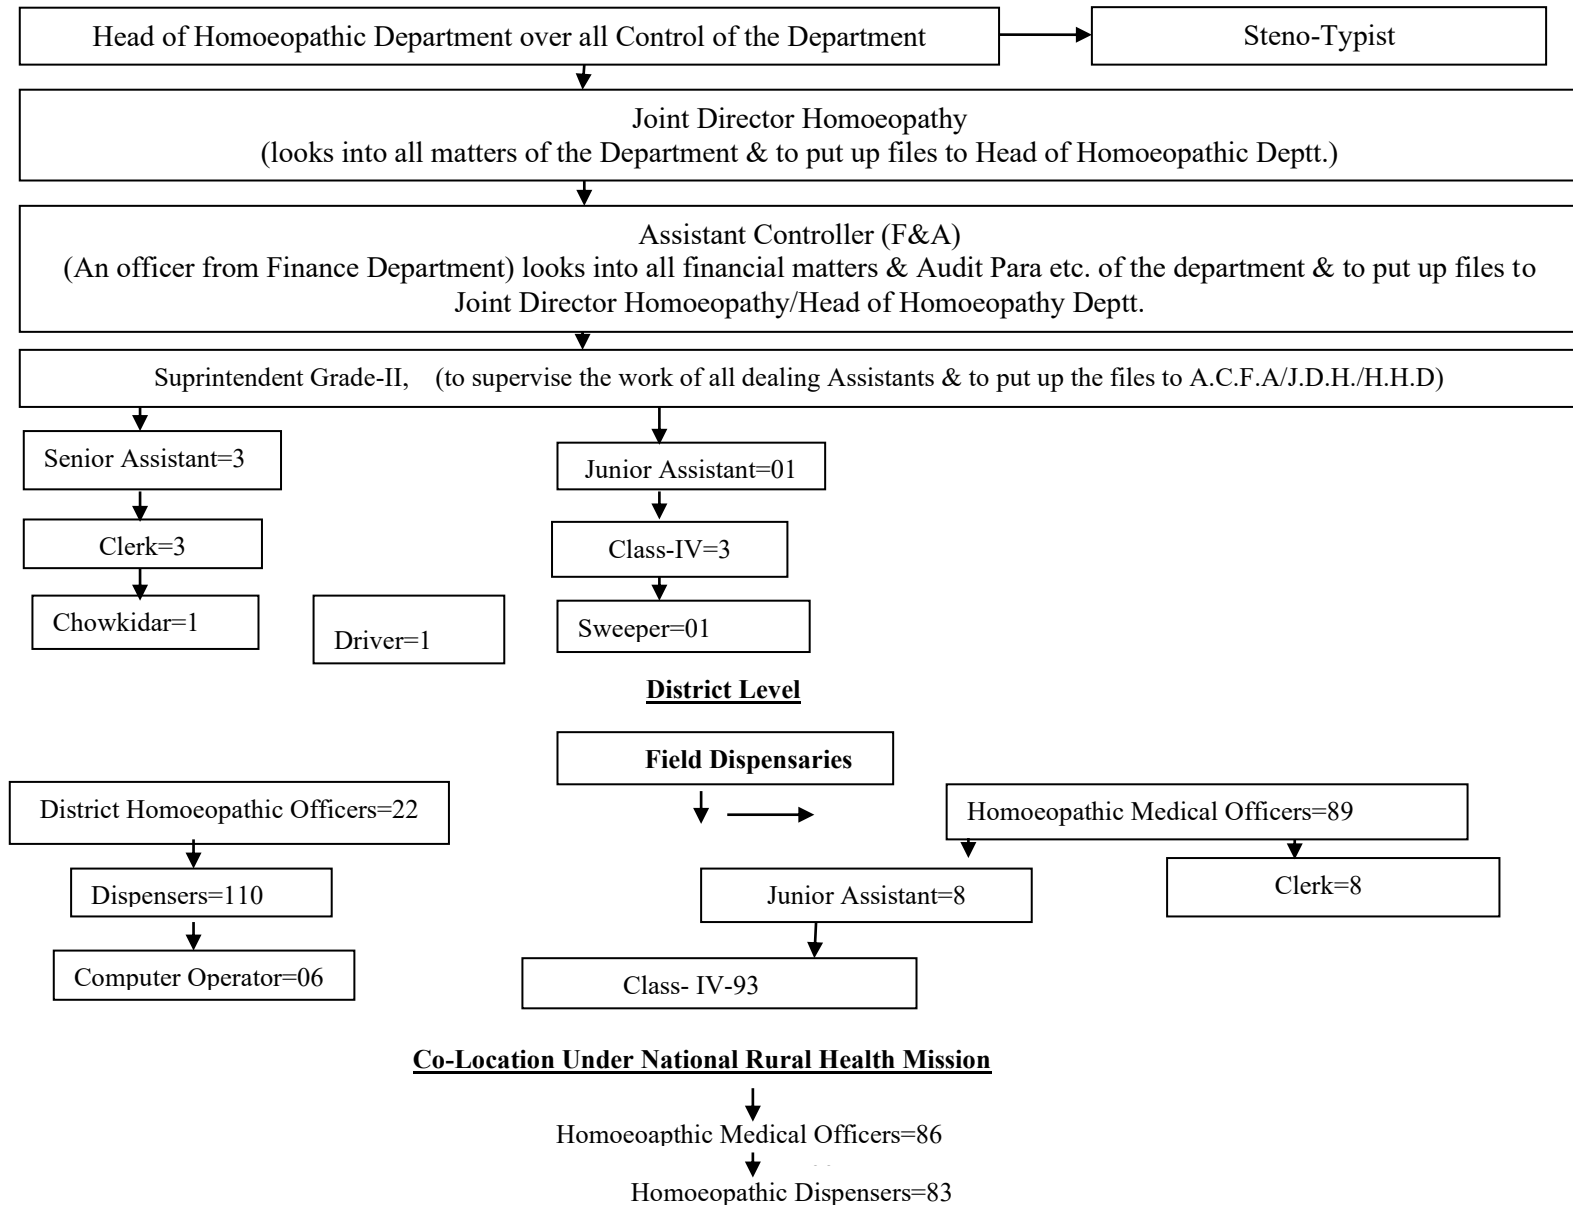 Head of Homoeopathic Department over all Control of the Department
Steno-Typist
Joint Director Homoeopathy
(looks into all matters of the Department & to put up files to Head of Homoeopathic Deptt.)
Assistant Controller (F&A)
(An officer from Finance Department) looks into all financial matters & Audit Para etc. of the department & to put up files to
Joint Director Homoeopathy/Head of Homoeopathy Deptt.
Suprintendent Grade-II, (to supervise the work of all dealing Assistants & to put up the files to A.C.F.A/J.D.H./H.H.D)
Senior Assistant=3
Junior Assistant=01
Clerk=3
Class-IV=3
Chowkidar=1
Driver=1
Sweeper=01
District Level
Field Dispensaries
District Homoeopathic Officers=22
Homoeopathic Medical Officers=89
Dispensers=110
Junior Assistant=8
Clerk=8
Computer Operator=06
Class- IV-93
Co-Location Under National Rural Health Mission
Homoeoapthic Medical Officers=86
Homoeopathic Dispensers=83